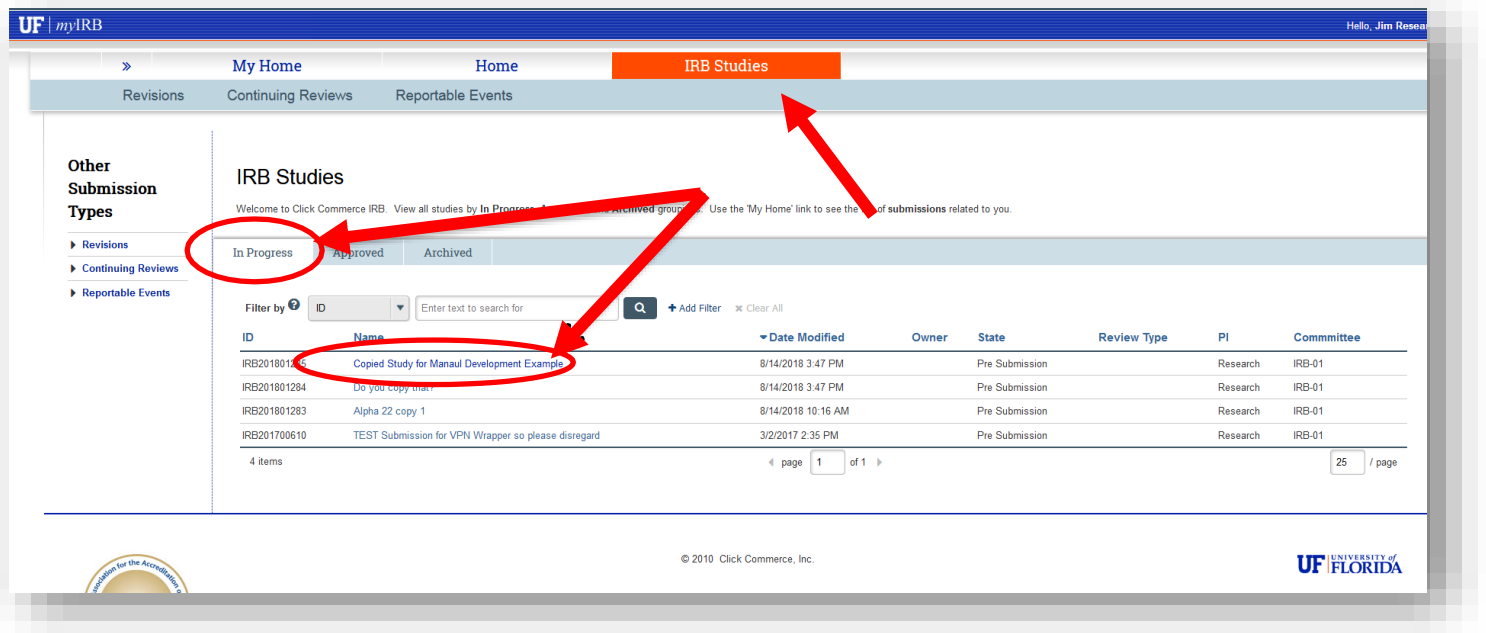 UF myIRB Hello, Jim Resear
» My Home Home IRB Studies
Revisions Continuing Reviews Reportable Events
Other
Submission
Types
Revisions
Continuing Reviews
Reportable Events
IRB Studies
Welcome to Click Commerce IRB. View all studies by In Progress, Archived Use the 'My Home' link to see the of submissions related to you.
In Progress Approved Archived
Filter by ID Enter text to search for + Add Filter Clear All
ID Name Date Modified Owner State Review Type PI Commmittee
Copied Study for Manaul Development Example 8/14/2018 3:47 PM Pre Submission Research IRB-01
IRB201801284 Do you copy that? 8/14/2018 3:47 PM Pre Submission Research IRB-01
IRB201801283 Alpha 22 copy 1 8/14/2018 10:16 AM Pre Submission Research IRB-01
IRB201700610 TEST Submission for VPN Wrapper so please disregard 3/2/2017 2:35 PM Pre Submission Research IRB-01
4 items page 1 of 1 25 / page
© 2010 Click Commerce, Inc.
UF UNIVERSITY of FLORIDA
Association for the Accreditation o